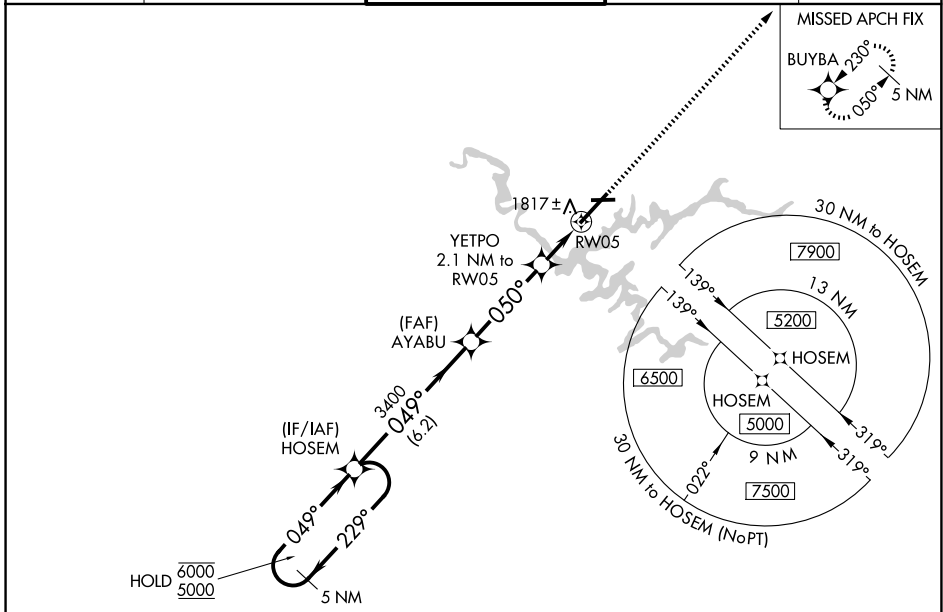 MISSED APCH FIX
BUYBA
230°
050°
5 NM
1817±
RW05
YETPO
2.1 NM to
RW05
050°
(FAF)
AYABU
3400
049°
(6.2)
(IF/IAF)
HOSEM
049°
229°
HOLD 6000
5000
5 NM
30 NM to HOSEM
7900
13 NM
139°
139°
5200
HOSEM
6500
HOSEM
5000
319°
319°
9 NM
022°
7500
30 NM to HOSEM (NoPT)